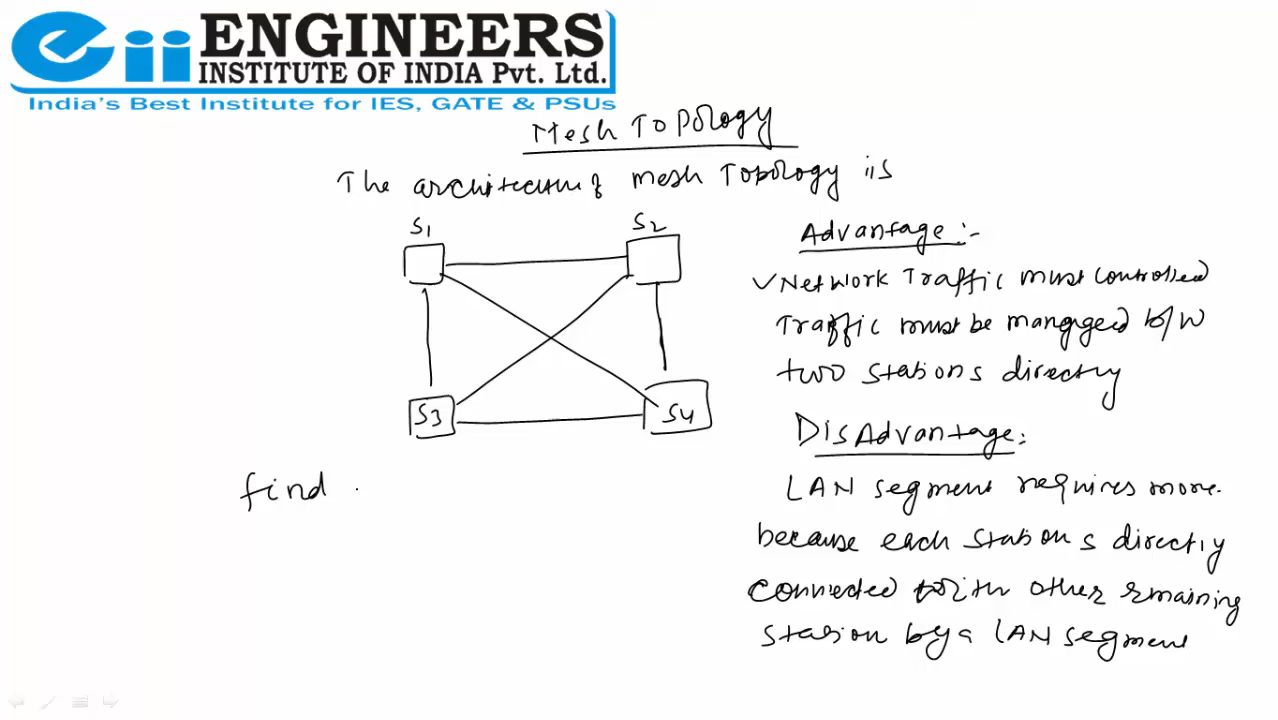 eii ENGINEERS
INSTITUTE OF INDIA Pvt. Ltd.
India's Best Institute for IES, GATE & PSUs
Mesh Topology
The architecture of mesh Topology is
S1
S2
S3
S4
Advantage :-
✓ Network Traffic must controlled
Traffic must be managed b/w
two stations directly
DisAdvantage :
LAN segment requires more.
because each stations directly
connected with other remaining
station by a LAN segment
find .